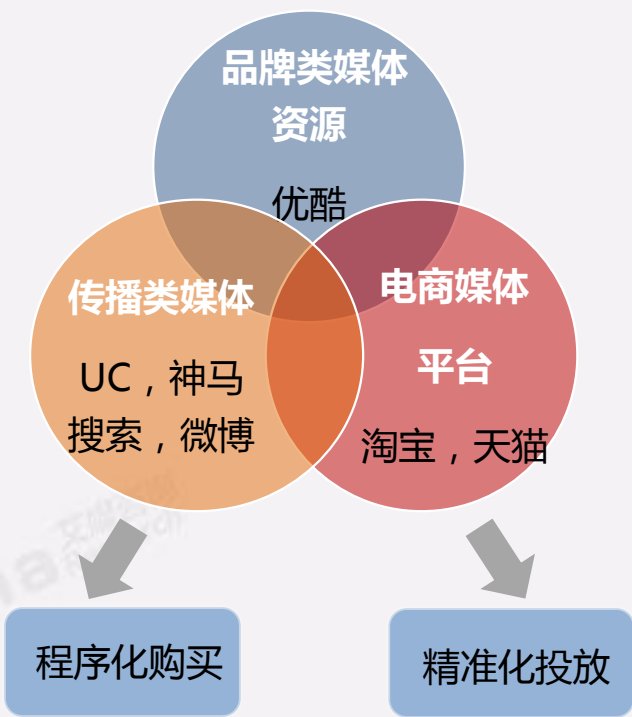 品牌类媒体
资源
优酷
传播类媒体
UC，神马
搜索，微博
电商媒体
平台
淘宝，天猫
程序化购买
精准化投放